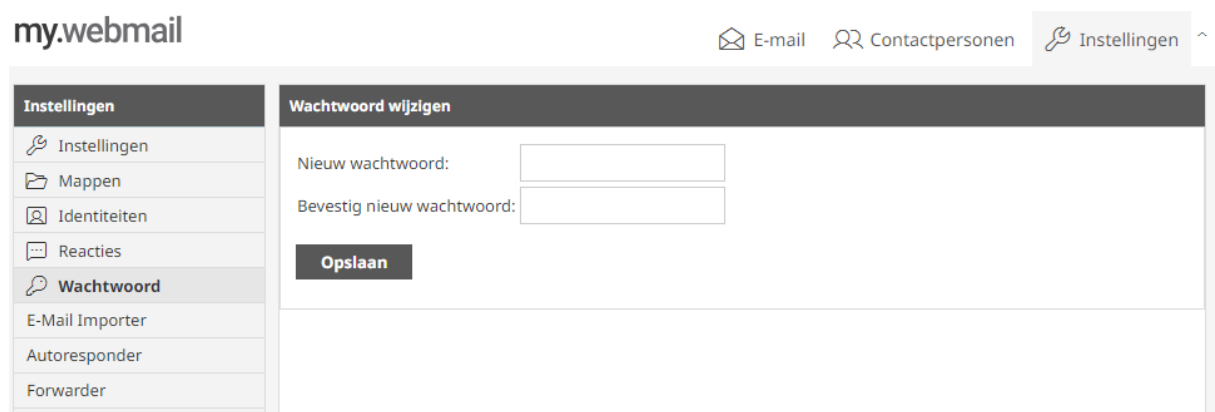 my.webmail
E-mail Contactpersonen Instellingen
Instellingen
Instellingen
Mappen
Identiteiten
Reacties
Wachtwoord
E-Mail Importer
Autoresponder
Forwarder
Wachtwoord wijzigen
Nieuw wachtwoord:
Bevestig nieuw wachtwoord:
Opslaan